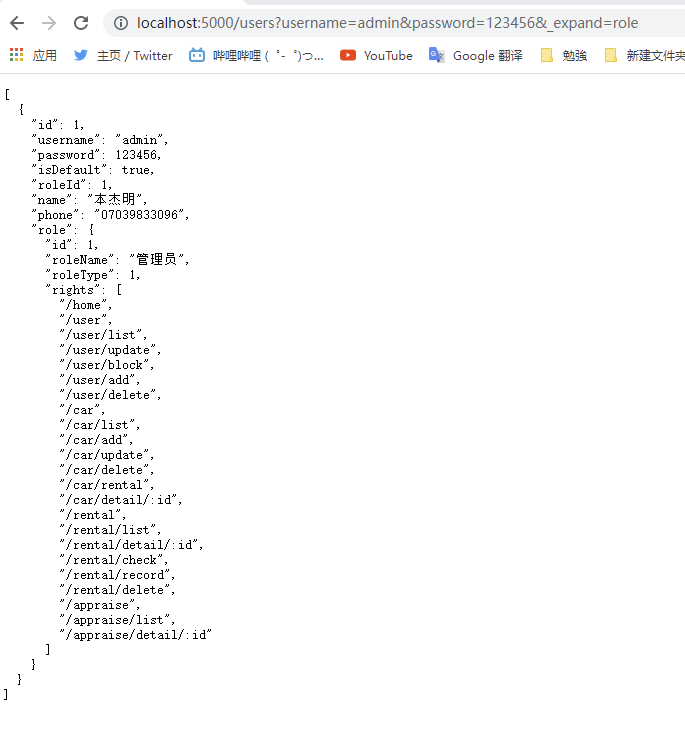 localhost:5000/users?username=admin&password=123456&_expand=role
应用 主页 / Twitter 哔哩哔哩 (゜-゜)つ... YouTube Google 翻译 勉強 新建文件夹
[
  {
    "id": 1,
    "username": "admin",
    "password": 123456,
    "isDefault": true,
    "roleId": 1,
    "name": "本杰明",
    "phone": "07039833096",
    "role": {
      "id": 1,
      "roleName": "管理员",
      "roleType": 1,
      "rights": [
        "/home",
        "/user",
        "/user/list",
        "/user/update",
        "/user/block",
        "/user/add",
        "/user/delete",
        "/car",
        "/car/list",
        "/car/add",
        "/car/update",
        "/car/delete",
        "/car/rental",
        "/car/detail/:id",
        "/rental",
        "/rental/list",
        "/rental/detail/:id",
        "/rental/check",
        "/rental/record",
        "/rental/delete",
        "/appraise",
        "/appraise/list",
        "/appraise/detail/:id"
      ]
    }
  }
]